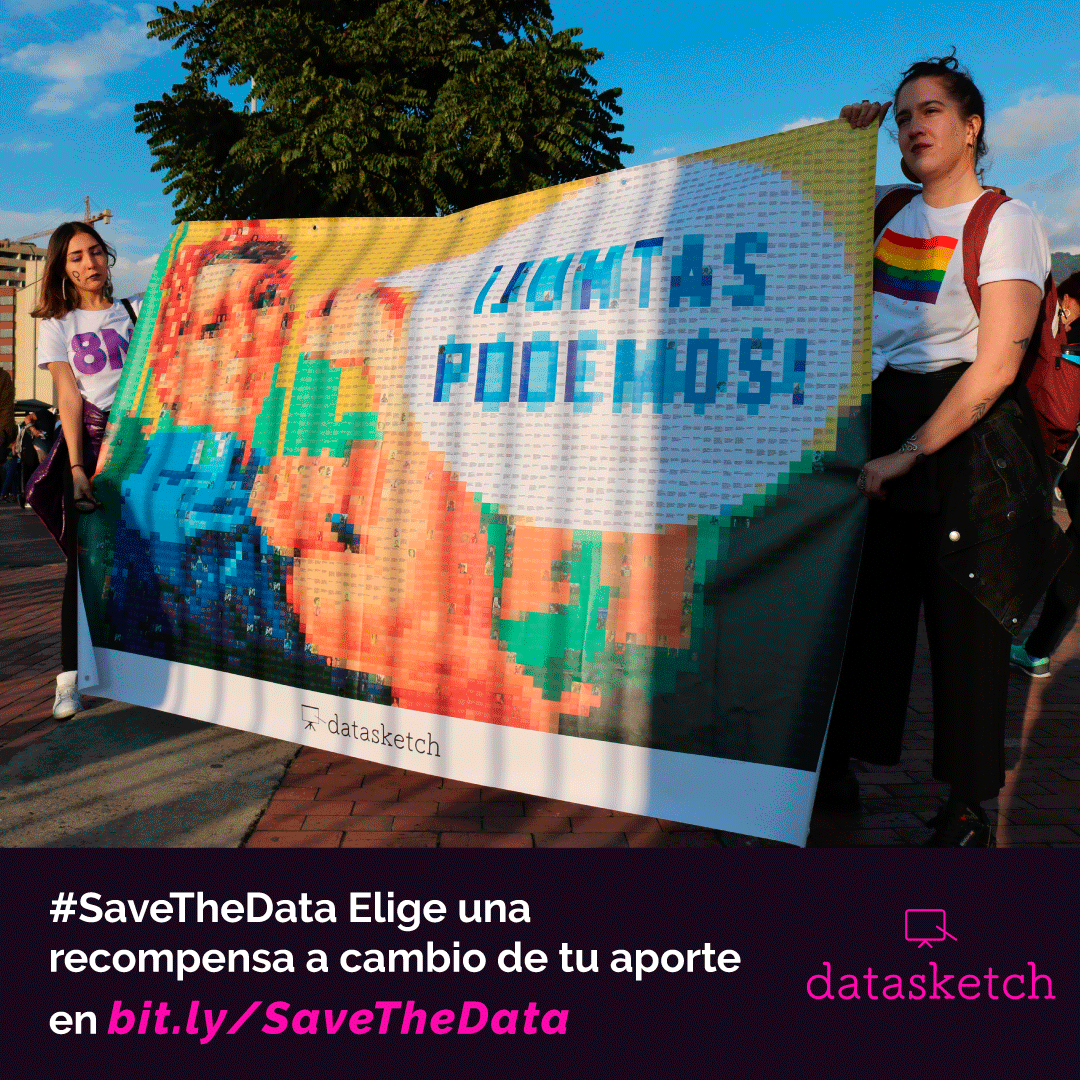 8M
¡JUNTAS
PODEMOS!
datasketch
#SaveTheData Elige una
recompensa a cambio de tu aporte
en bit.ly/SaveTheData
datasketch